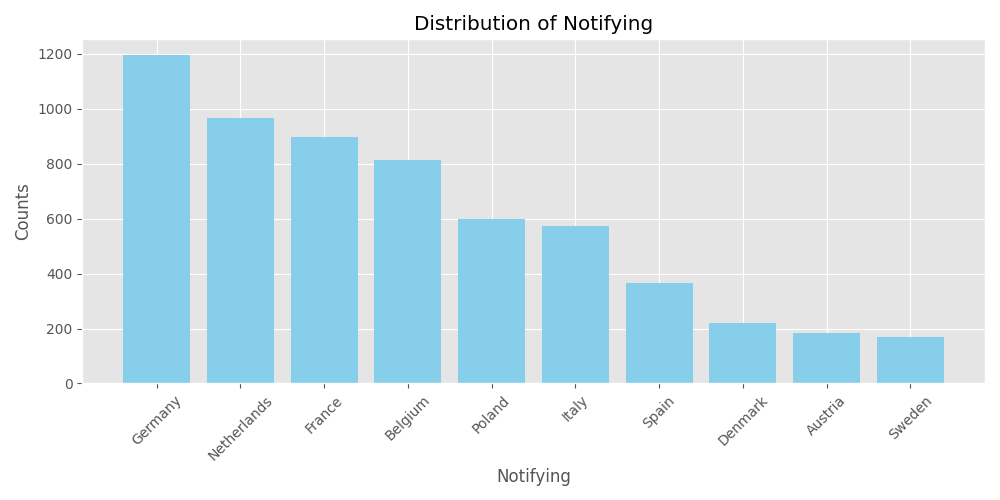 Distribution of Notifying
1200
1000
800
600
400
200
0
Counts
Germany
Netherlands
France
Belgium
Poland
Italy
Spain
Denmark
Austria
Sweden
Notifying